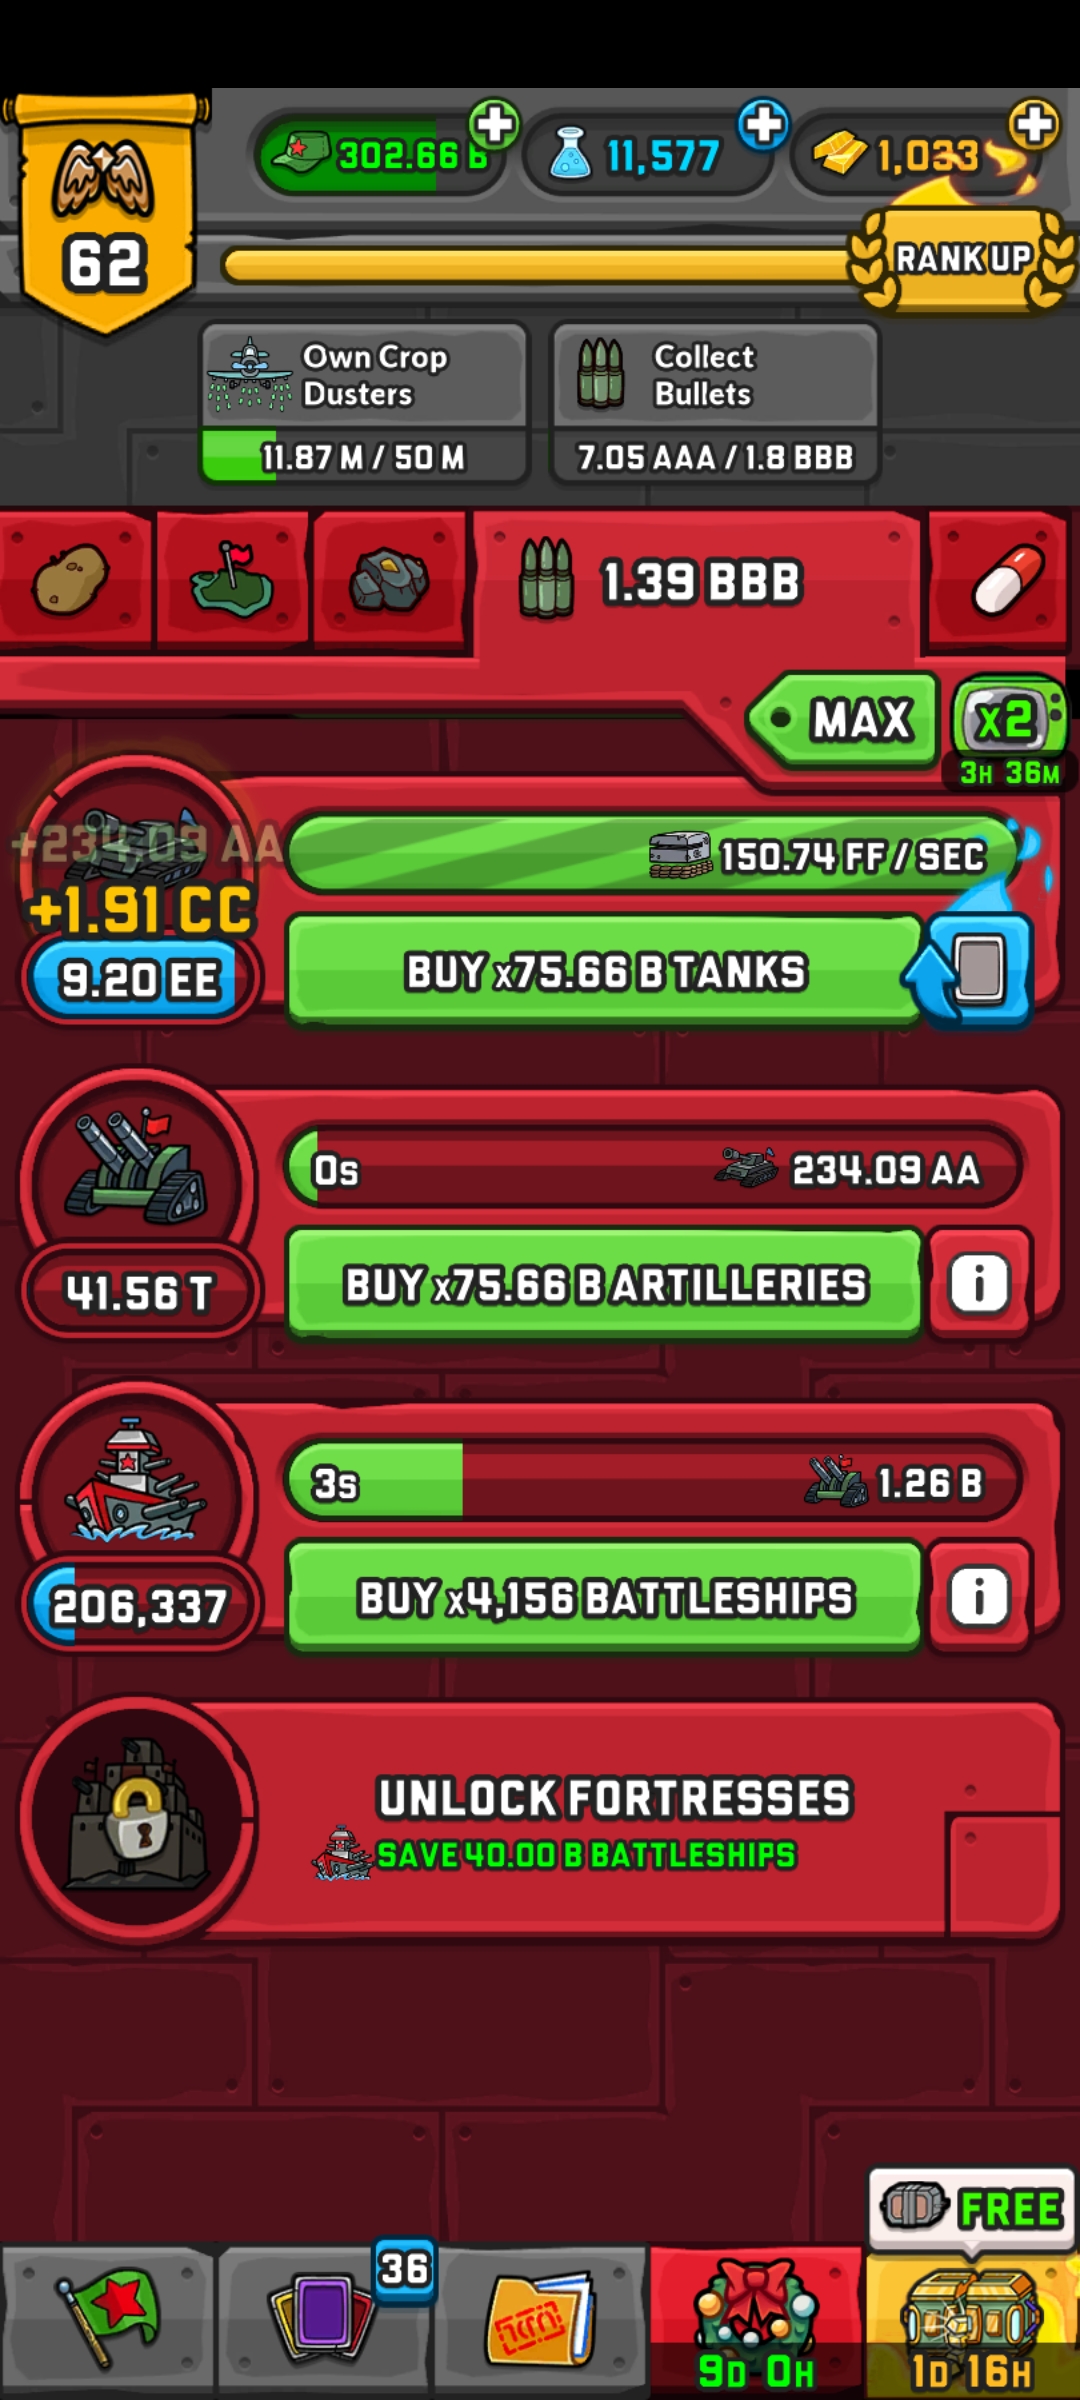 302.66 B
11,577
1,033
62
RANK UP
Own Crop
Dusters
11.87 M / 50 M
Collect
Bullets
7.05 AAA / 1.8 BBB
1.39 BBB
MAX
x2
3H 36M
+234.09 AA
+1.91 CC
9.20 EE
150.74 FF / SEC
BUY x75.66 B TANKS
0s
234.09 AA
41.56 T
BUY x75.66 B ARTILLERIES
3s
1.26 B
206,337
BUY x4,156 BATTLESHIPS
UNLOCK FORTRESSES
SAVE 40.00 B BATTLESHIPS
FREE
36
9D 0H
1D 16H